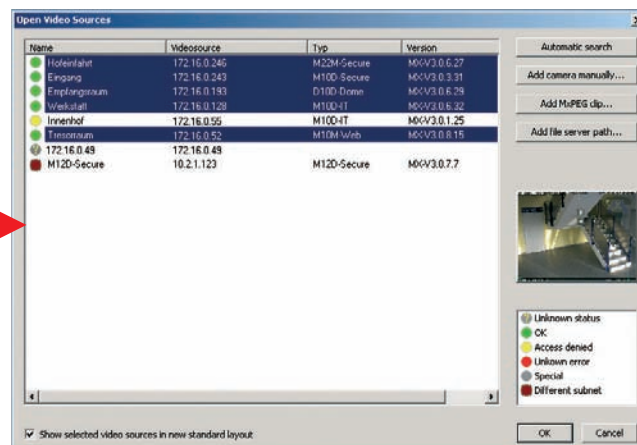 Open Video Sources
Name Videosource Typ Version
Hofeinfahrt 172.16.0.246 M22M-Secure MX-V3.0.6.27
Eingang 172.16.0.243 M10D-Secure MX-V3.0.3.31
Empfangsraum 172.16.0.193 D10D-Dome MX-V3.0.6.29
Werkstatt 172.16.0.128 M10D-IT MX-V3.0.6.32
Innenhof 172.16.0.55 M10D-IT MX-V3.0.1.25
Tresorraum 172.16.0.52 M10M-Web MX-V3.0.8.15
172.16.0.49 172.16.0.49
M12D-Secure 10.2.1.123 M12D-Secure MX-V3.0.7.7
Automatic search
Add camera manually...
Add MxPEG clip...
Add file server path...
Unknown status
OK
Access denied
Unkown error
Special
Different subnet
Show selected video sources in new standard layout
OK Cancel